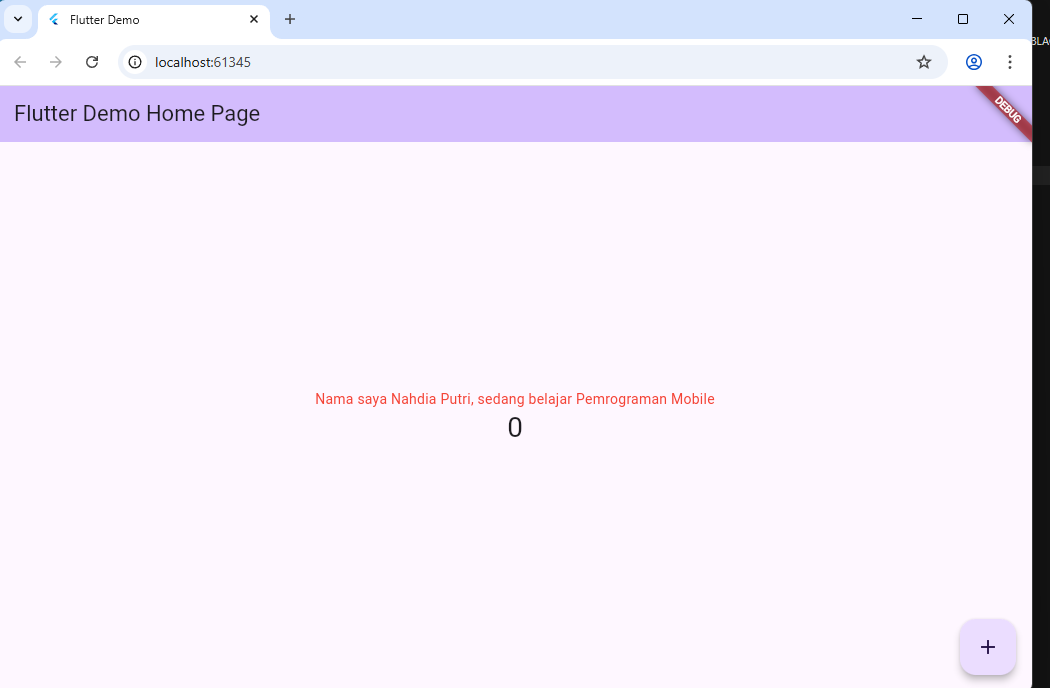 Flutter Demo
localhost:61345
Flutter Demo Home Page
DEBUG
Nama saya Nahdia Putri, sedang belajar Pemrograman Mobile
0